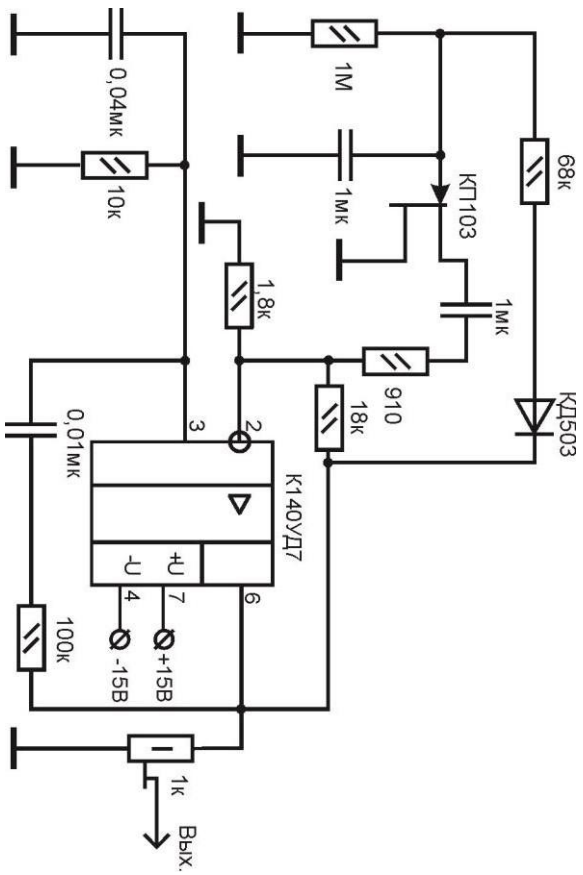 68к
КД503
1мк
КП103
910
18к
1М
1мк
К140УД7
1,8к
2
6
3
Вых.
1к
+U
7
+15В
-U
4
-15В
0,04мк
10к
0,01мк
100к